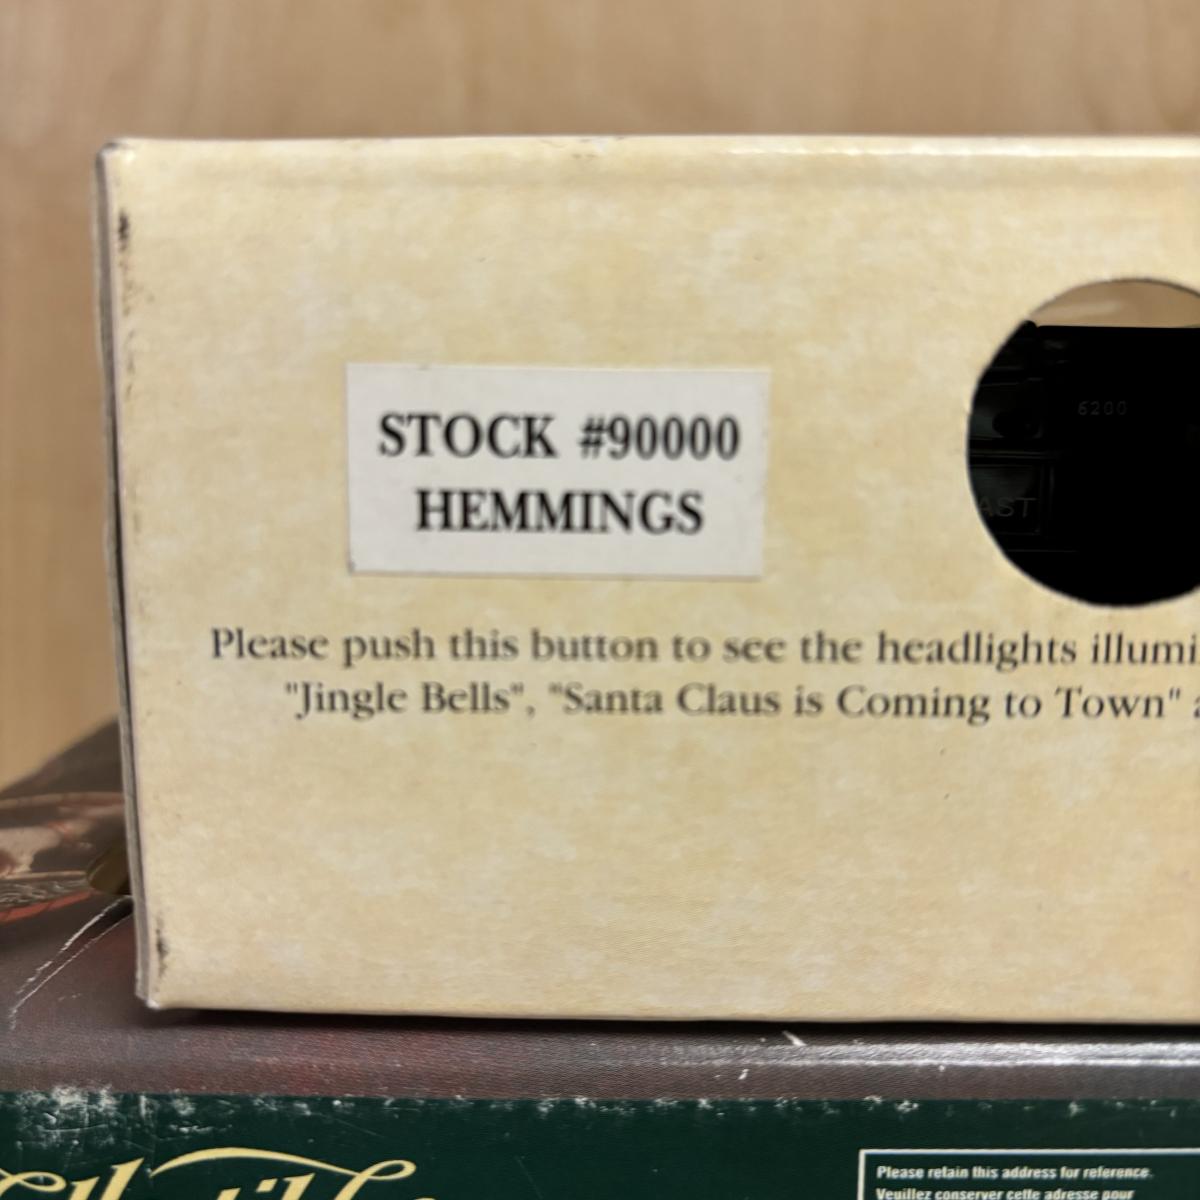 STOCK #90000
HEMMINGS
6200
AST
Please push this button to see the headlights illumi
"Jingle Bells", "Santa Claus is Coming to Town" a
Please retain this address for reference.
Veuillez conserver cette adresse pour